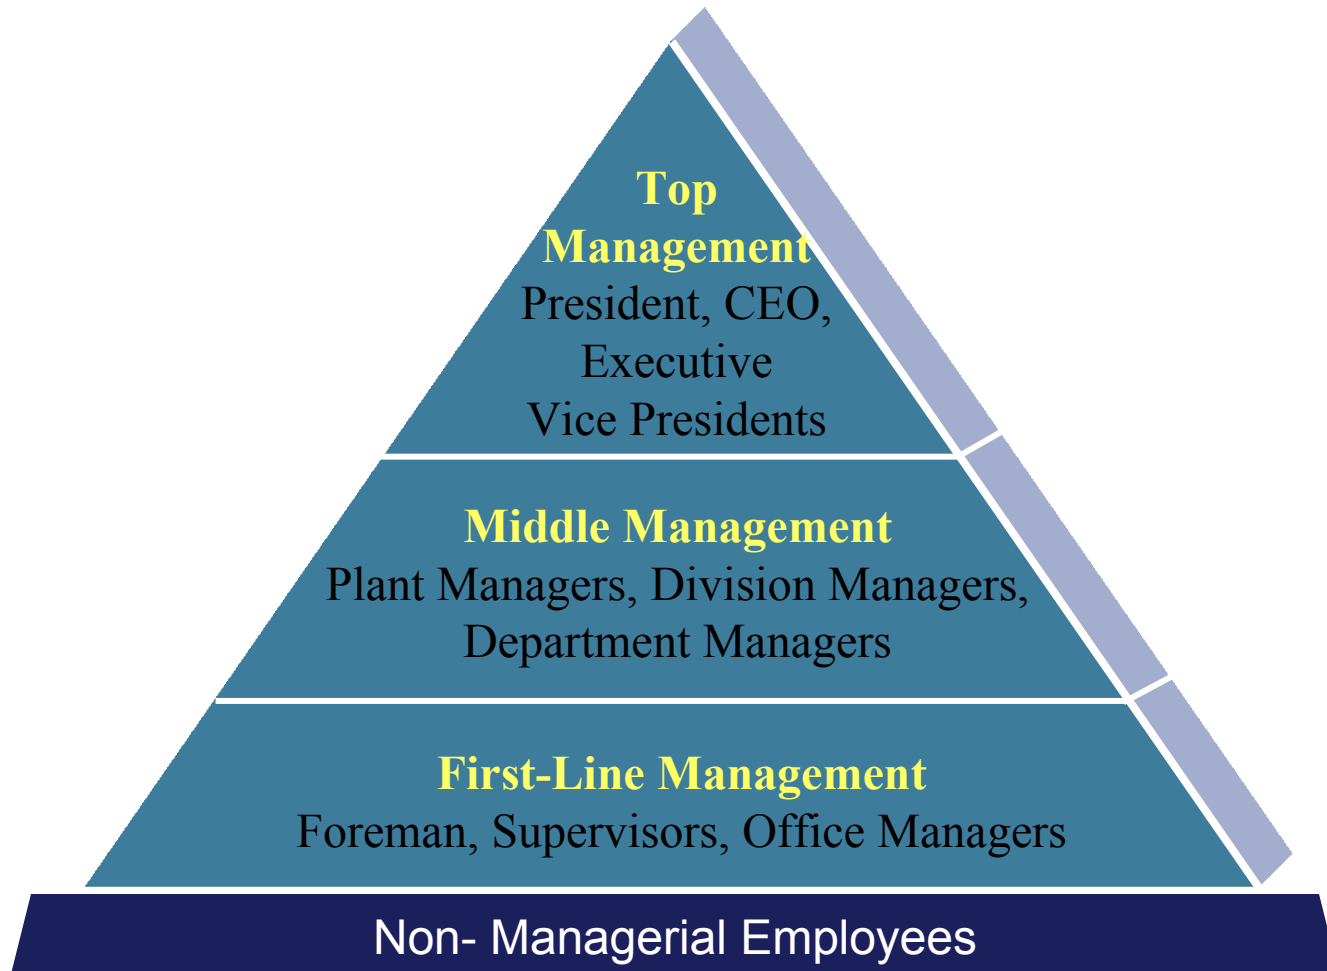 Top
Management
President, CEO,
Executive
Vice Presidents
Middle Management
Plant Managers, Division Managers,
Department Managers
First-Line Management
Foreman, Supervisors, Office Managers
Non- Managerial Employees